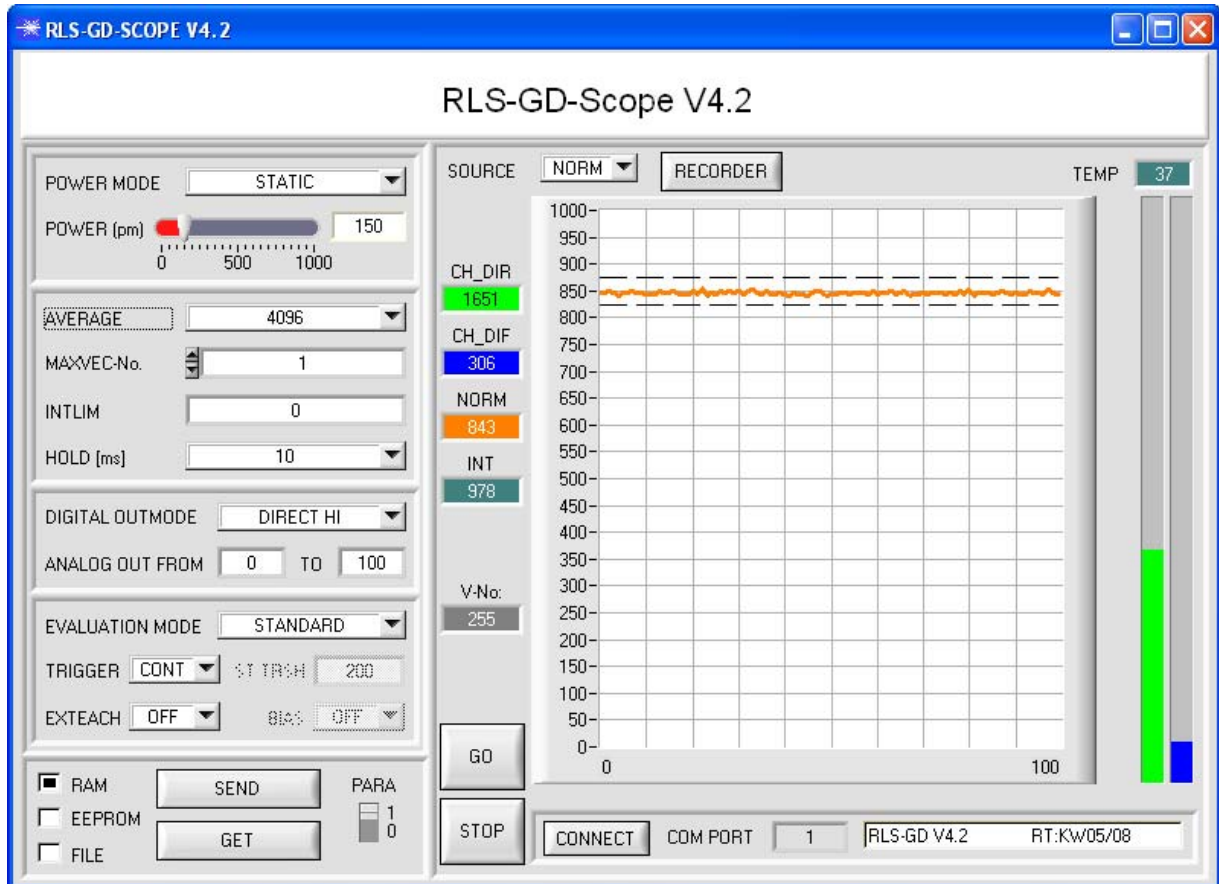 RLS-GD-SCOPE V4.2
RLS-GD-Scope V4.2
POWER MODE STATIC
POWER (pm) 150
0 500 1000
AVERAGE 4096
MAXVEC-No. 1
INTLIM 0
HOLD [ms] 10
DIGITAL OUTMODE DIRECT HI
ANALOG OUT FROM 0 TO 100
EVALUATION MODE STANDARD
TRIGGER CONT ST TRSH 200
EXTEACH OFF BIAS OFF
RAM SEND PARA
EEPROM 1
GET 0
FILE
SOURCE NORM RECORDER TEMP 37
CH_DIR
1651
CH_DIF
306
NORM
843
INT
978
V-No:
255
GO
STOP
1000
950
900
850
800
750
700
650
600
550
500
450
400
350
300
250
200
150
100
50
0
0 100
CONNECT COM PORT 1 RLS-GD V4.2 RT:KW05/08